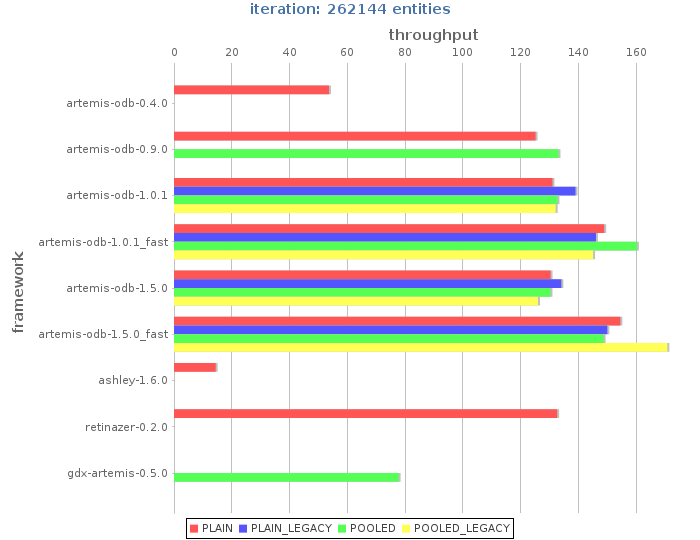 iteration: 262144 entities
throughput
0 20 40 60 80 100 120 140 160
framework
artemis-odb-0.4.0
artemis-odb-0.9.0
artemis-odb-1.0.1
artemis-odb-1.0.1_fast
artemis-odb-1.5.0
artemis-odb-1.5.0_fast
ashley-1.6.0
retinazer-0.2.0
gdx-artemis-0.5.0
PLAIN PLAIN_LEGACY POOLED POOLED_LEGACY